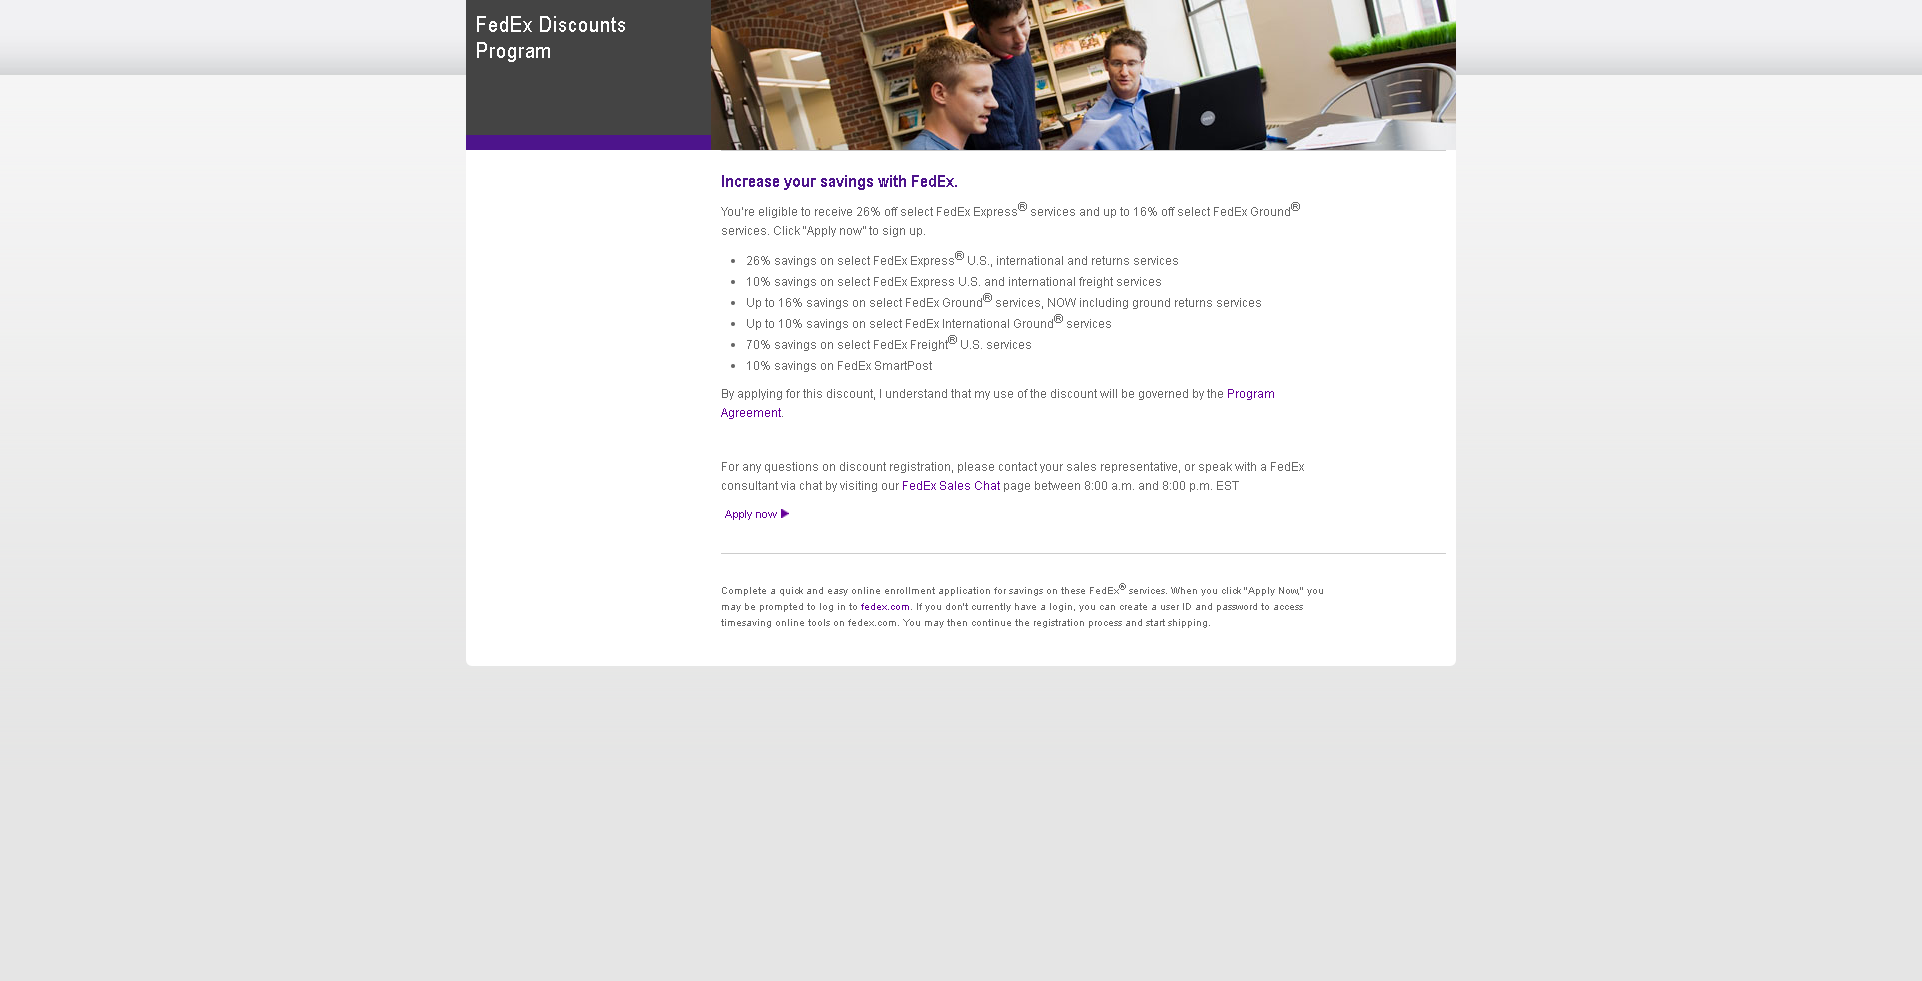 FedEx Discounts
Program
Increase your savings with FedEx.
You're eligible to receive 26% off select FedEx Express® services and up to 16% off select FedEx Ground®
services. Click "Apply now" to sign up.
• 26% savings on select FedEx Express® U.S., international and returns services
• 10% savings on select FedEx Express U.S. and international freight services
• Up to 16% savings on select FedEx Ground® services, NOW including ground returns services
• Up to 10% savings on select FedEx International Ground® services
• 70% savings on select FedEx Freight® U.S. services
• 10% savings on FedEx SmartPost
By applying for this discount, I understand that my use of the discount will be governed by the Program
Agreement.
For any questions on discount registration, please contact your sales representative, or speak with a FedEx
consultant via chat by visiting our FedEx Sales Chat page between 8:00 a.m. and 8:00 p.m. EST
Apply now
Complete a quick and easy online enrollment application for savings on these FedEx® services. When you click "Apply Now," you
may be prompted to log in to fedex.com. If you don't currently have a login, you can create a user ID and password to access
timesaving online tools on fedex.com. You may then continue the registration process and start shipping.